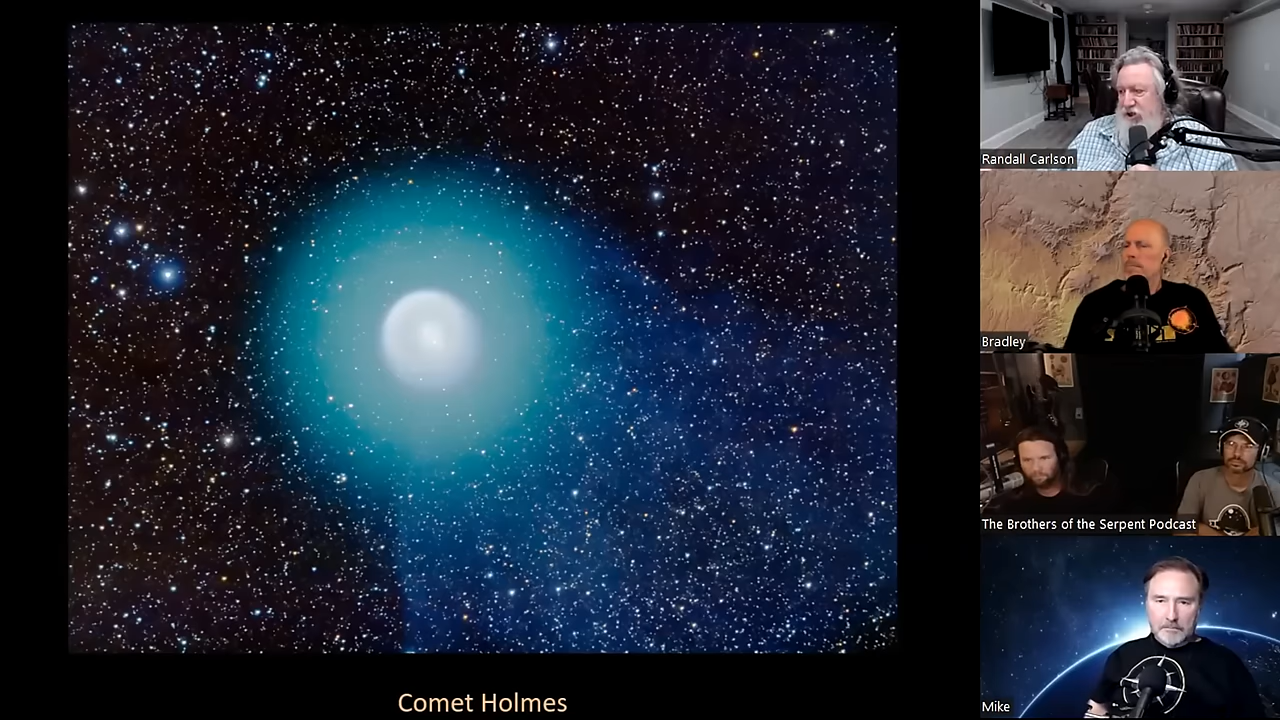 Randall Carlson
Bradley
The Brothers of the Serpent Podcast
Mike
Comet Holmes